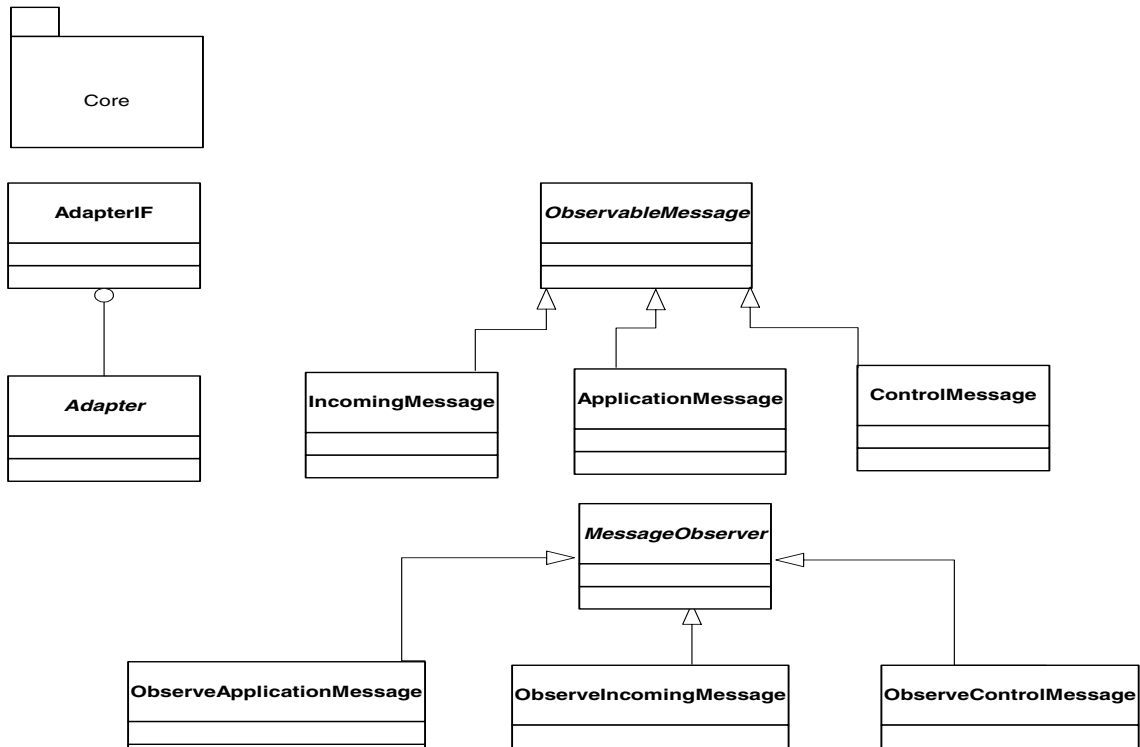 Core
AdapterIF
ObservableMessage
Adapter
IncomingMessage
ApplicationMessage
ControlMessage
MessageObserver
ObserveApplicationMessage
ObserveIncomingMessage
ObserveControlMessage